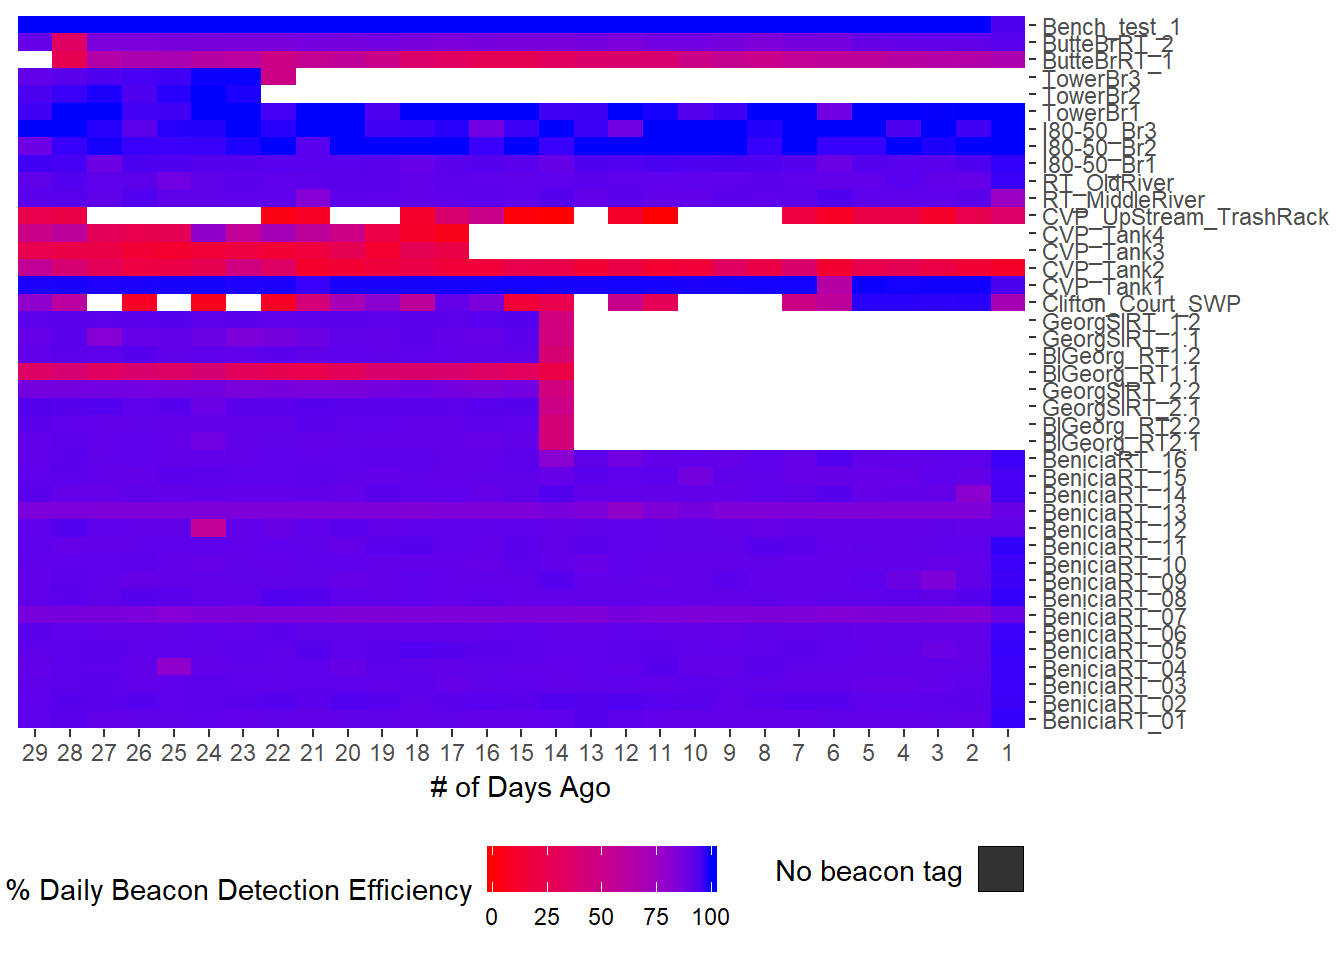 Bench_test_1
ButteBrRT_2
ButteBrRT_1
TowerBr3
TowerBr2
TowerBr1
I80-50_Br3
I80-50_Br2
I80-50_Br1
RT_OldRiver
RT_MiddleRiver
CVP_UpStream_TrashRack
CVP_Tank4
CVP_Tank3
CVP_Tank2
CVP_Tank1
Clifton_Court_SWP
GeorgSlRT_1.2
GeorgSlRT_1.1
BlGeorg_RT1.2
BlGeorg_RT1.1
GeorgSlRT_2.2
GeorgSlRT_2.1
BlGeorg_RT2.2
BlGeorg_RT2.1
BeniciaRT_16
BeniciaRT_15
BeniciaRT_14
BeniciaRT_13
BeniciaRT_12
BeniciaRT_11
BeniciaRT_10
BeniciaRT_09
BeniciaRT_08
BeniciaRT_07
BeniciaRT_06
BeniciaRT_05
BeniciaRT_04
BeniciaRT_03
BeniciaRT_02
BeniciaRT_01
29 28 27 26 25 24 23 22 21 20 19 18 17 16 15 14 13 12 11 10 9 8 7 6 5 4 3 2 1
# of Days Ago
% Daily Beacon Detection Efficiency
0 25 50 75 100
No beacon tag